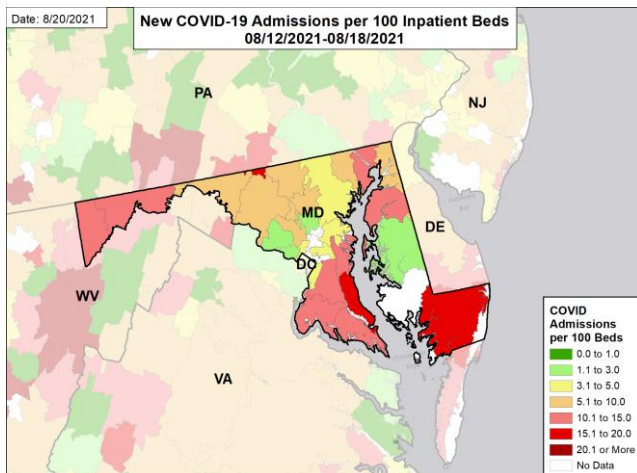 Date: 8/20/2021
New COVID-19 Admissions per 100 Inpatient Beds
08/12/2021-08/18/2021
PA
NJ
MD
DE
DC
WV
VA
COVID
Admissions
per 100 Beds
0.0 to 1.0
1.1 to 3.0
3.1 to 5.0
5.1 to 10.0
10.1 to 15.0
15.1 to 20.0
20.1 or More
No Data